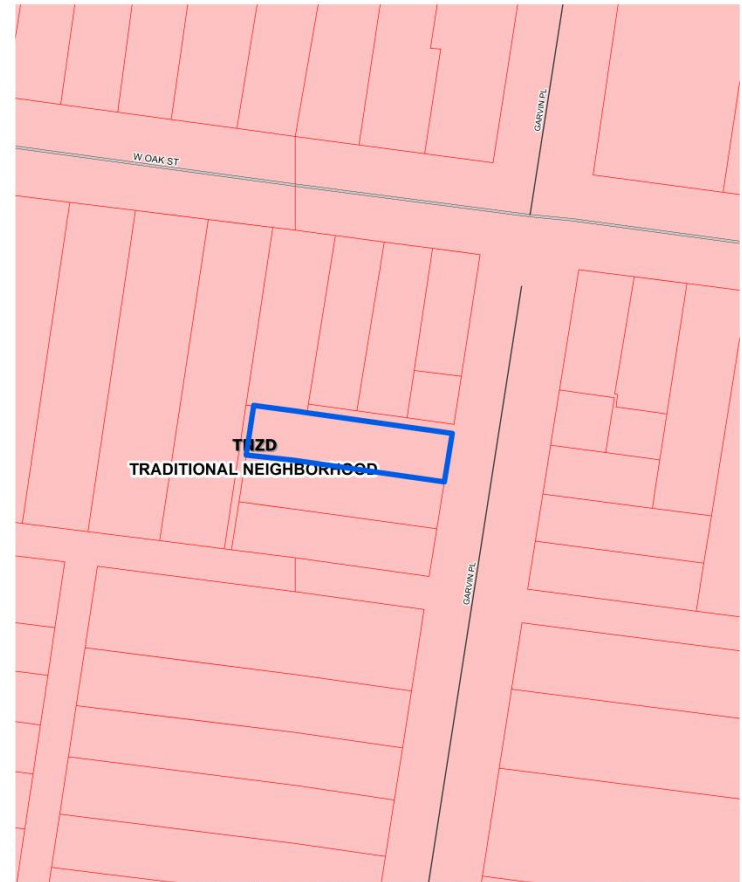 GARVIN PL
W OAK ST
TNZD
TRADITIONAL NEIGHBORHOOD
GARVIN PL